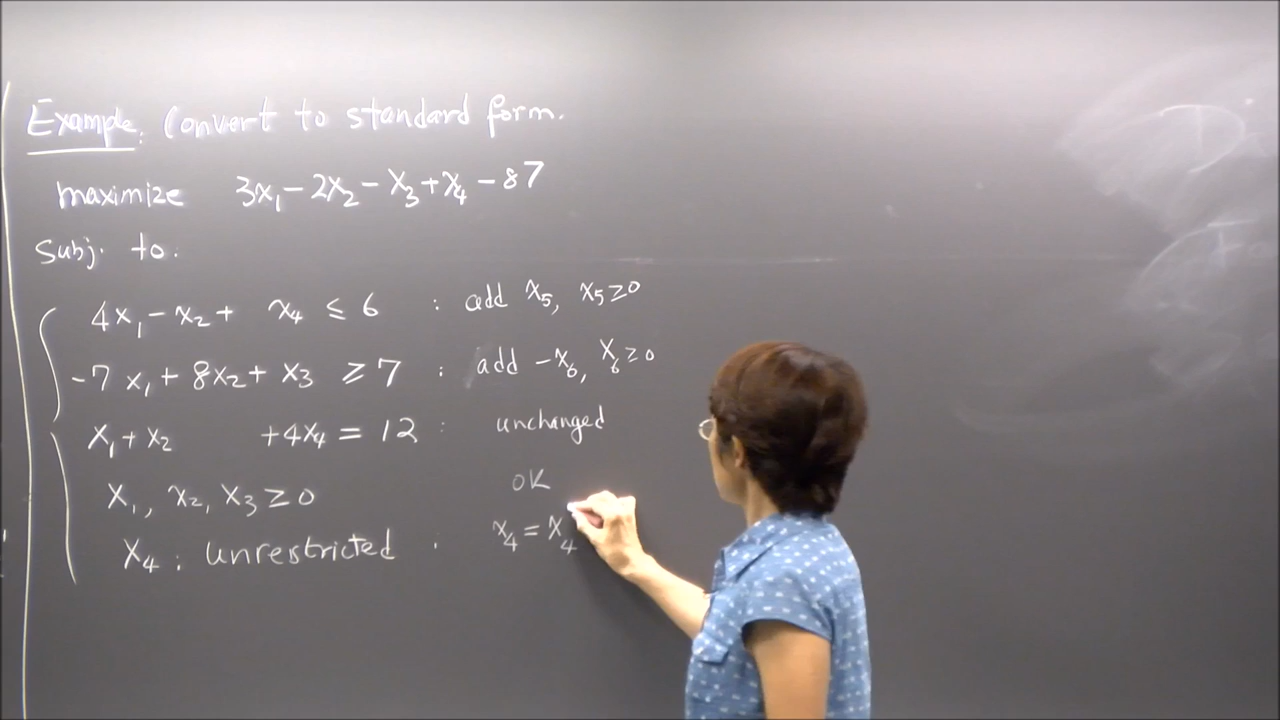 Example: Convert to standard form.
maximize 3x₁ - 2x₂ - x₃ + x₄ - 87
Subj. to:
4x₁ - x₂ + x₄ ≤ 6 : add x₅, x₅ ≥ 0
-7x₁ + 8x₂ + x₃ ≥ 7 : add -x₆, x₆ ≥ 0
x₁ + x₂ + 4x₄ = 12 : unchanged
x₁, x₂, x₃ ≥ 0 OK
x₄ : unrestricted : x₄ = x₄